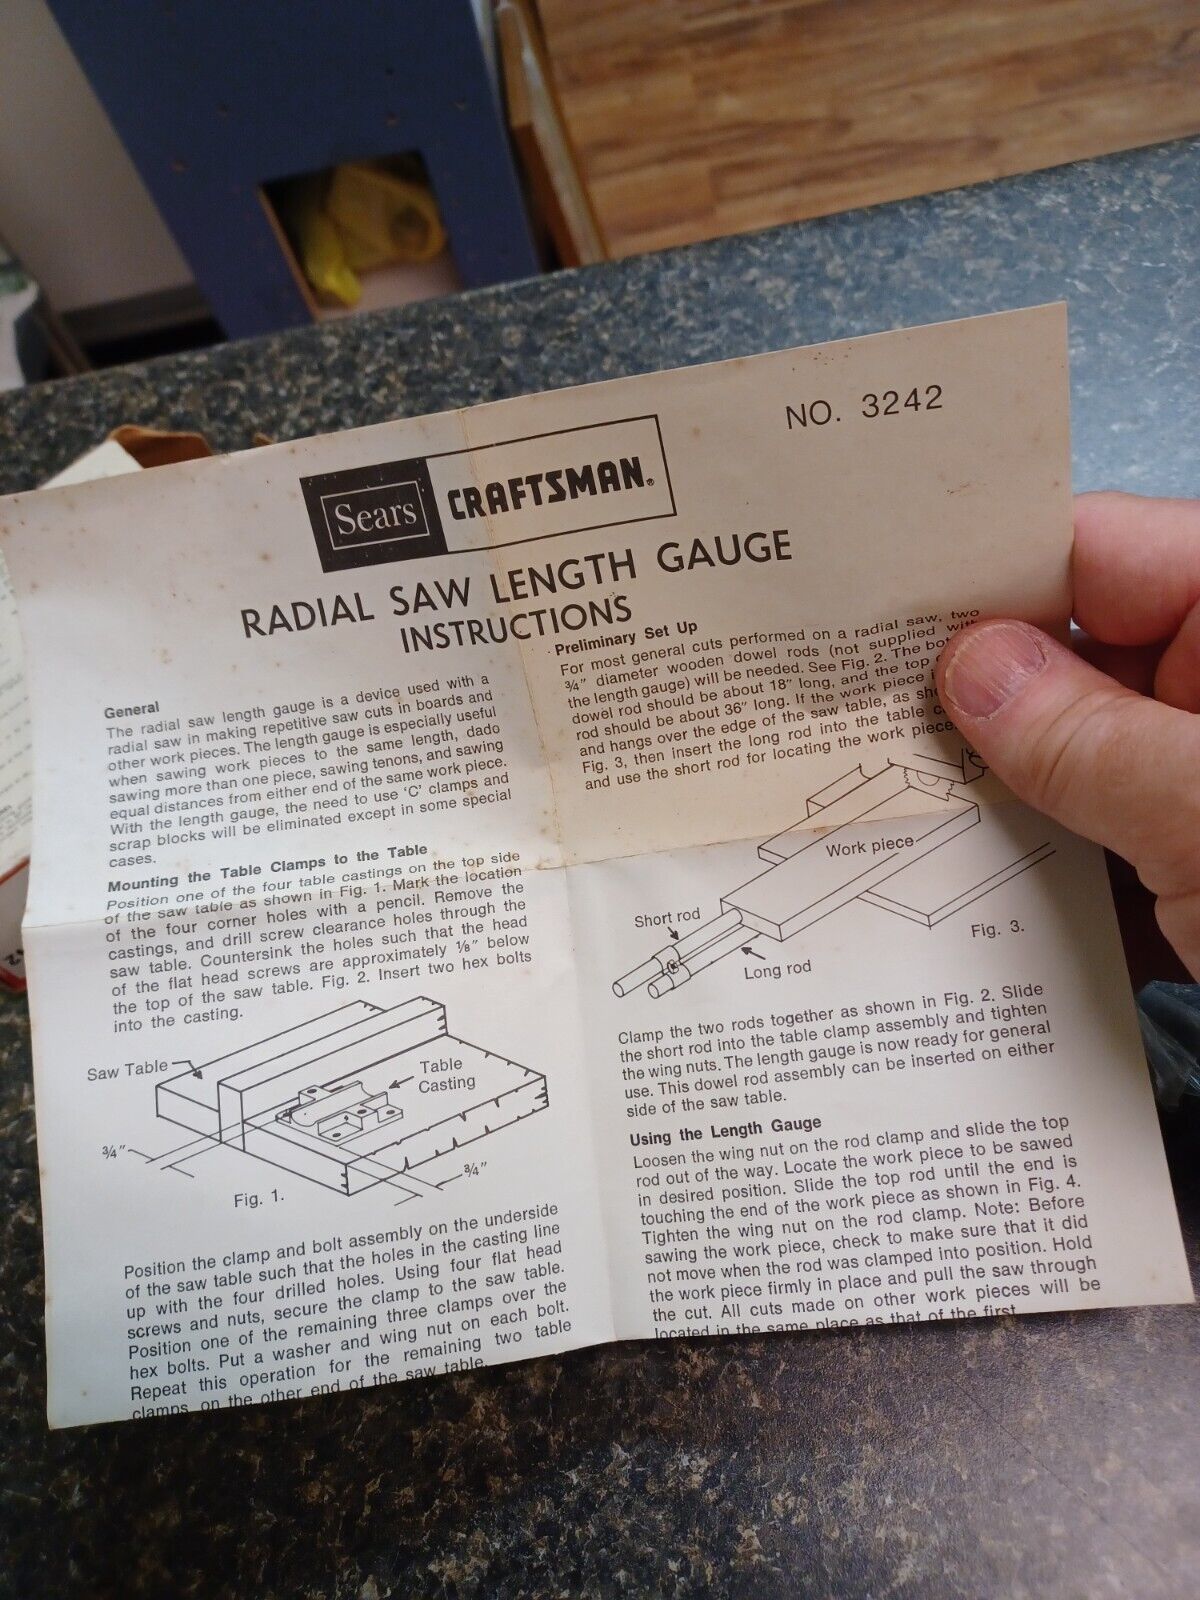 NO. 3242
Sears CRAFTSMAN®
RADIAL SAW LENGTH GAUGE
INSTRUCTIONS
General
The radial saw length gauge is a device used with a
radial saw in making repetitive saw cuts in boards and
other work pieces. The length gauge is especially useful
when sawing work pieces to the same length, dado
sawing more than one piece, sawing tenons, and sawing
equal distances from either end of the same work piece.
With the length gauge, the need to use 'C' clamps and
scrap blocks will be eliminated except in some special
cases.
Mounting the Table Clamps to the Table
Position one of the four table castings on the top side
of the saw table as shown in Fig. 1. Mark the location
of the four corner holes with a pencil. Remove the
castings, and drill screw clearance holes through the
saw table. Countersink the holes such that the head
of the flat head screws are approximately 1/8" below
the top of the saw table. Fig. 2. Insert two hex bolts
into the casting.
Saw Table
Table
Casting
3/4"
3/4"
Fig. 1.
Position the clamp and bolt assembly on the underside
of the saw table such that the holes in the casting line
up with the four drilled holes. Using four flat head
screws and nuts, secure the clamp to the saw table.
Position one of the remaining three clamps over the
hex bolts. Put a washer and wing nut on each bolt.
Repeat this operation for the remaining two table
clamps on the other end of the saw table.
Preliminary Set Up
For most general cuts performed on a radial saw, two
3/4" diameter wooden dowel rods (not supplied with
the length gauge) will be needed. See Fig. 2. The
dowel rod should be about 18" long, and the top
rod should be about 36" long. If the work piece
and hangs over the edge of the saw table, as
Fig. 3, then insert the long rod into the table
and use the short rod for locating the work piece.
Work piece
Short rod
Long rod
Fig. 3.
Clamp the two rods together as shown in Fig. 2. Slide
the short rod into the table clamp assembly and tighten
the wing nuts. The length gauge is now ready for general
use. This dowel rod assembly can be inserted on either
side of the saw table.
Using the Length Gauge
Loosen the wing nut on the rod clamp and slide the top
rod out of the way. Locate the work piece to be sawed
in desired position. Slide the top rod until the end is
touching the end of the work piece as shown in Fig. 4.
Tighten the wing nut on the rod clamp. Note: Before
sawing the work piece, check to make sure that it did
not move when the rod was clamped into position. Hold
the work piece firmly in place and pull the saw through
the cut. All cuts made on other work pieces will be
located in the same place as that of the first.